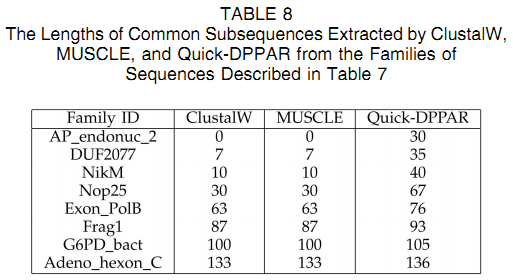 TABLE 8
The Lengths of Common Subsequences Extracted by ClustalW,
MUSCLE, and Quick-DPPAR from the Families of
Sequences Described in Table 7
Family ID ClustalW MUSCLE Quick-DPPAR
AP_endonuc_2 0 0 30
DUF2077 7 7 35
NikM 10 10 40
Nop25 30 30 67
Exon_PolB 63 63 76
Frag1 87 87 93
G6PD_bact 100 100 105
Adeno_hexon_C 133 133 136